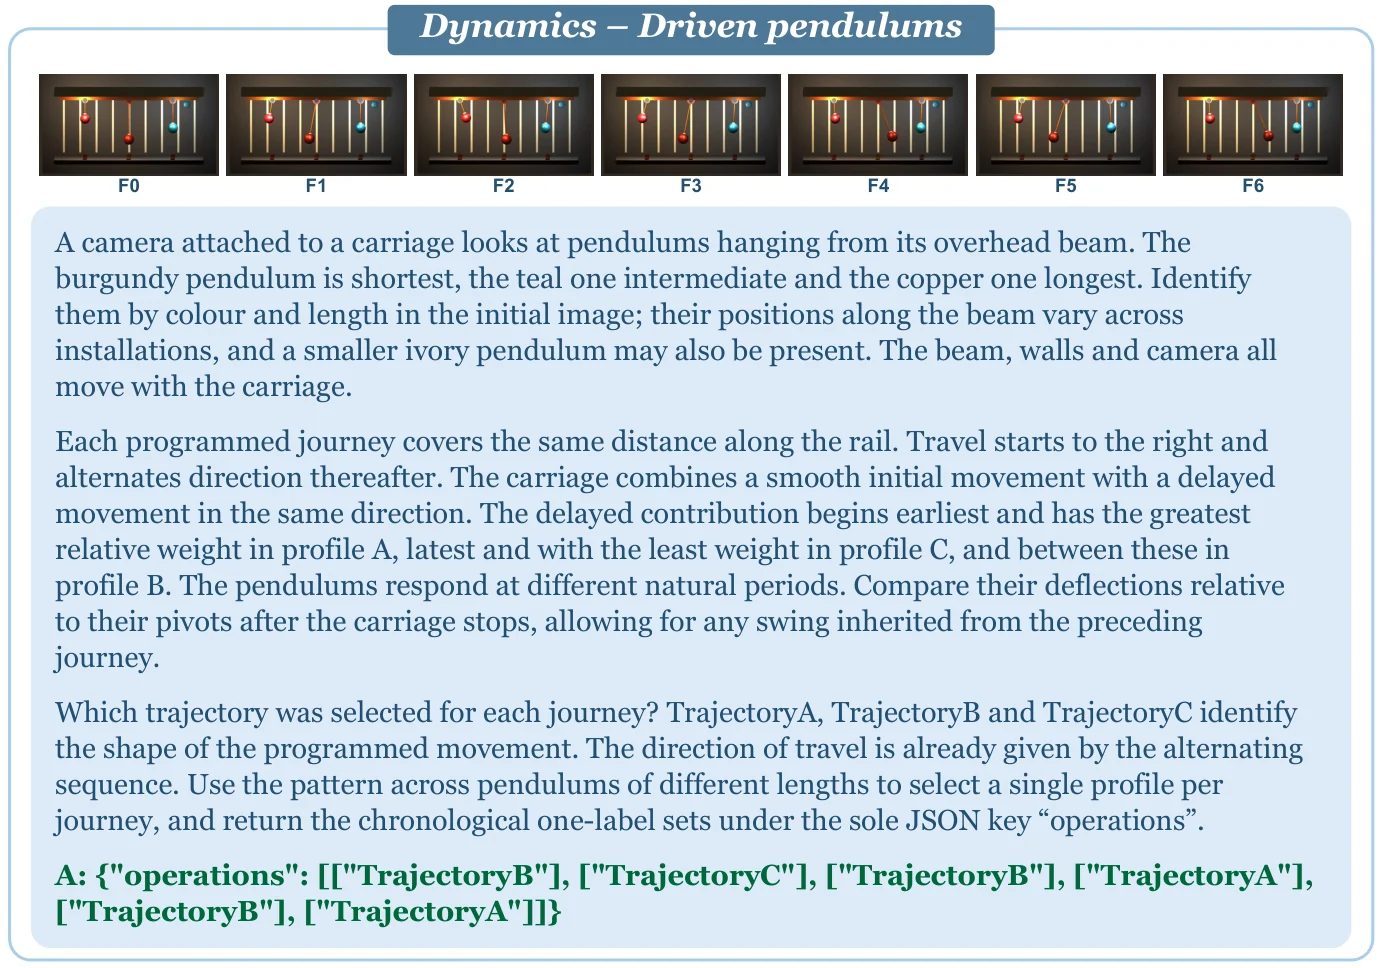 Dynamics – Driven pendulums
F0 F1 F2 F3 F4 F5 F6
A camera attached to a carriage looks at pendulums hanging from its overhead beam. The
burgundy pendulum is shortest, the teal one intermediate and the copper one longest. Identify
them by colour and length in the initial image; their positions along the beam vary across
installations, and a smaller ivory pendulum may also be present. The beam, walls and camera all
move with the carriage.
Each programmed journey covers the same distance along the rail. Travel starts to the right and
alternates direction thereafter. The carriage combines a smooth initial movement with a delayed
movement in the same direction. The delayed contribution begins earliest and has the greatest
relative weight in profile A, latest and with the least weight in profile C, and between these in
profile B. The pendulums respond at different natural periods. Compare their deflections relative
to their pivots after the carriage stops, allowing for any swing inherited from the preceding
journey.
Which trajectory was selected for each journey? TrajectoryA, TrajectoryB and TrajectoryC identify
the shape of the programmed movement. The direction of travel is already given by the alternating
sequence. Use the pattern across pendulums of different lengths to select a single profile per
journey, and return the chronological one-label sets under the sole JSON key “operations”.
A: {"operations": [["TrajectoryB"], ["TrajectoryC"], ["TrajectoryB"], ["TrajectoryA"],
["TrajectoryB"], ["TrajectoryA"]]}